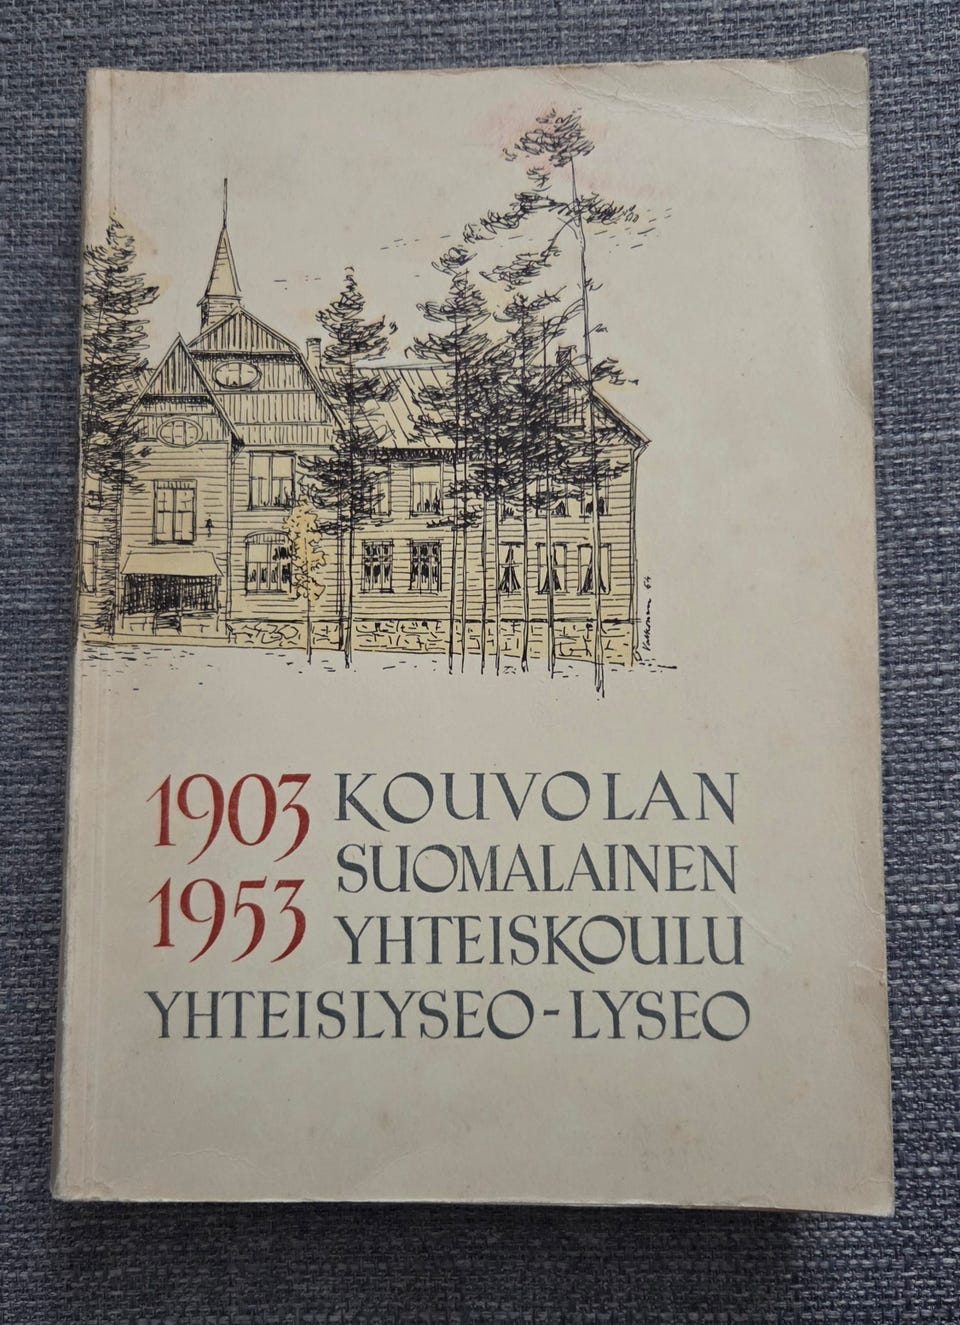 1903 KOUVOLAN
SUOMALAINEN
1953 YHTEISKOULU
YHTEISLYSEO-LYSEO